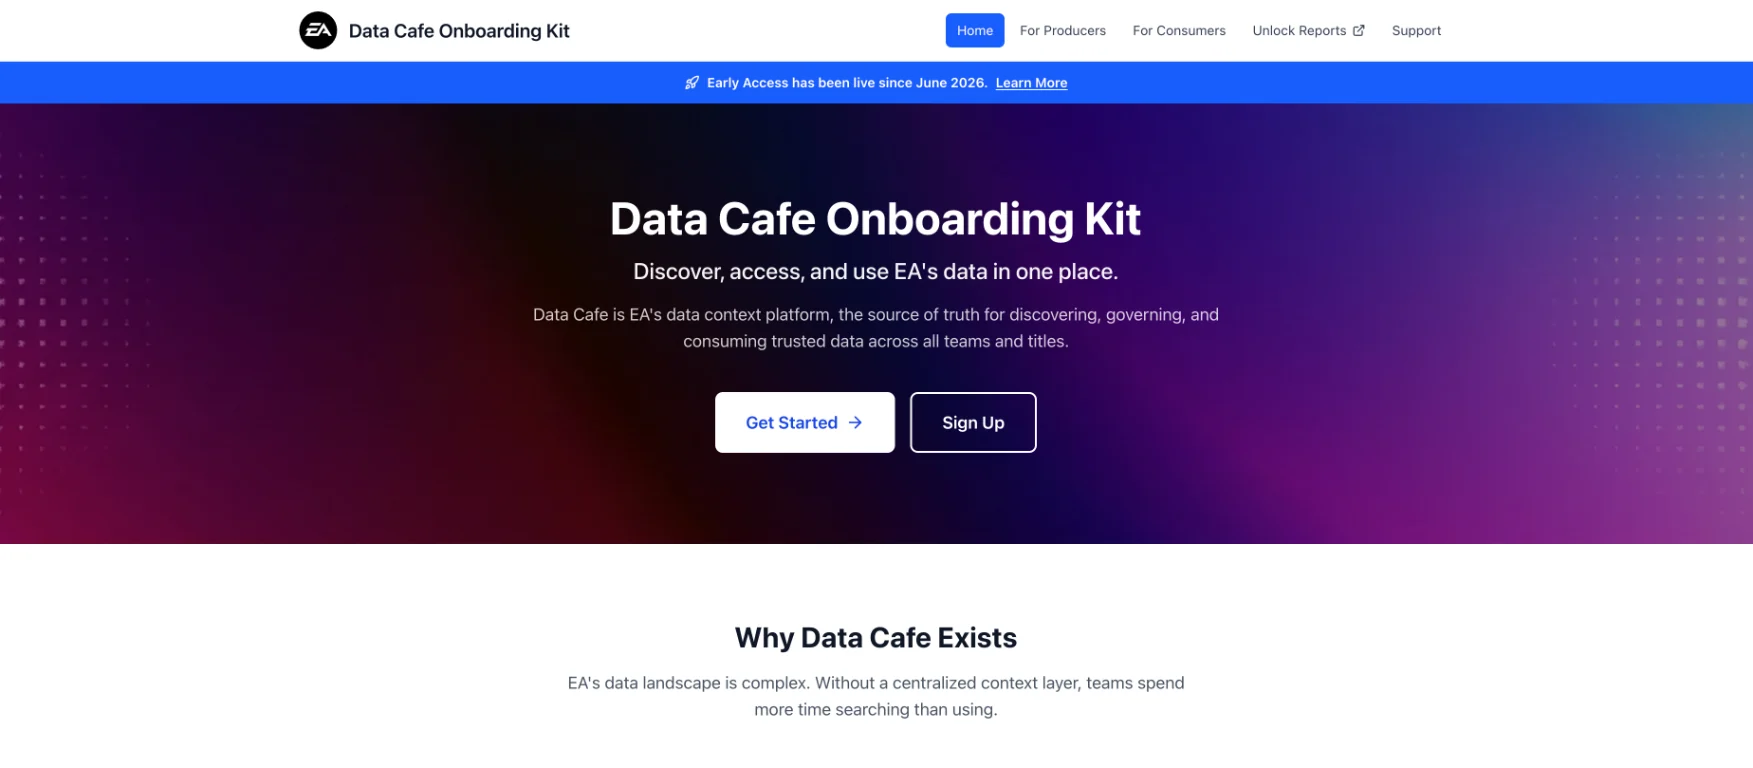 EA Data Cafe Onboarding Kit
Home
For Producers
For Consumers
Unlock Reports
Support
Early Access has been live since June 2026. Learn More
Data Cafe Onboarding Kit
Discover, access, and use EA's data in one place.
Data Cafe is EA's data context platform, the source of truth for discovering, governing, and
consuming trusted data across all teams and titles.
Get Started
Sign Up
Why Data Cafe Exists
EA's data landscape is complex. Without a centralized context layer, teams spend
more time searching than using.